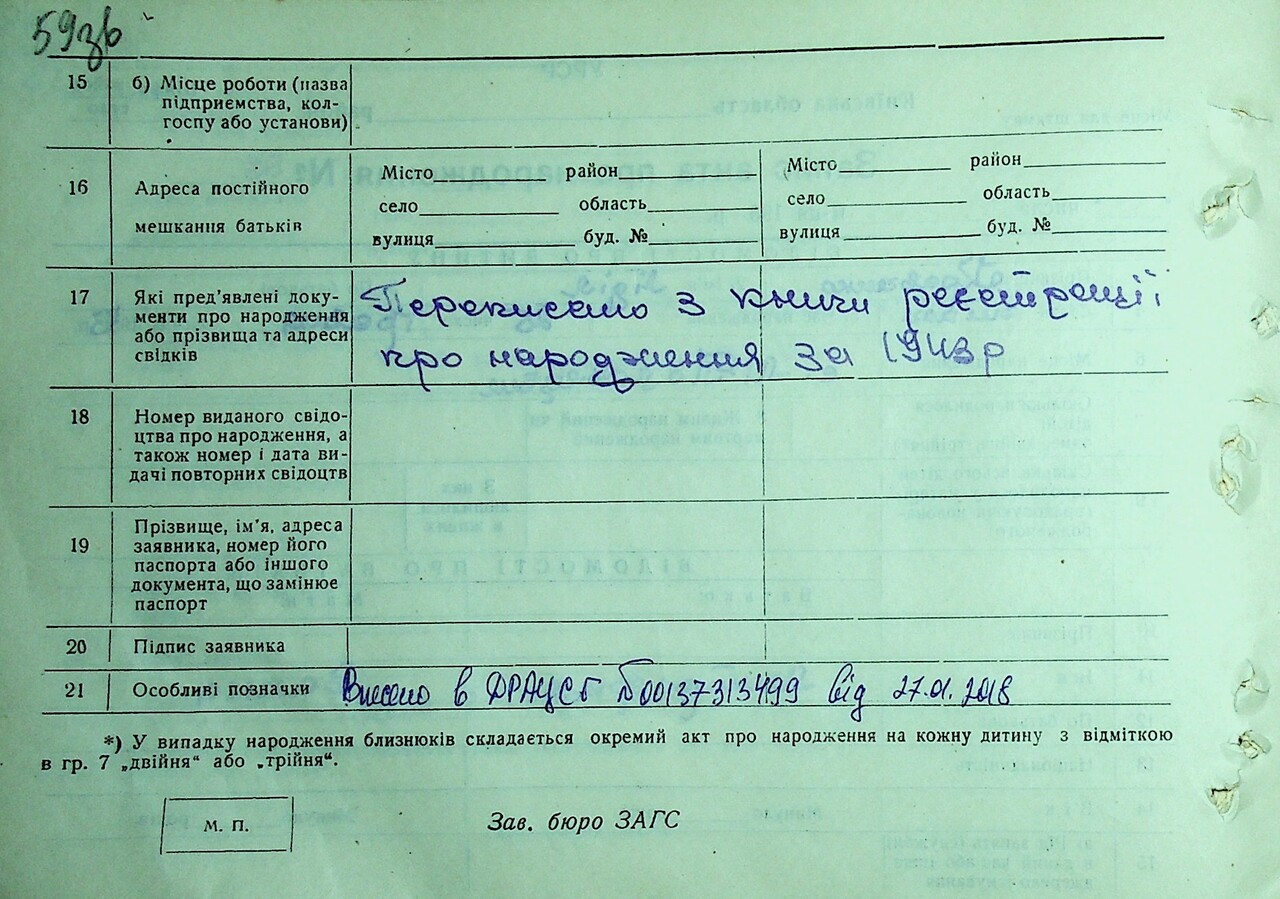 59зв
15 б) Місце роботи (назва
підприємства, кол-
госпу або установи)
16 Адреса постійного
мешкання батьків
Місто район
село область
вулиця буд. №
Місто район
село область
вулиця буд. №
17 Які пред'явлені доку-
менти про народження
або прізвища та адреси
свідків
Переписано з книги реєстрації
про народження за 1943р
18 Номер виданого свідо-
цтва про народження, а
також номер і дата ви-
дачі повторних свідоцтв
19 Прізвище, ім'я, адреса
заявника, номер його
паспорта або іншого
документа, що замінює
паспорт
20 Підпис заявника
21 Особливі позначки Внесено в ДРАЦСГ 00137313499 від 27.01.2018
*) У випадку народження близнюків складається окремий акт про народження на кожну дитину з відміткою
в гр. 7 „двійня“ або „трійня“.
м. п.
Зав. бюро ЗАГС